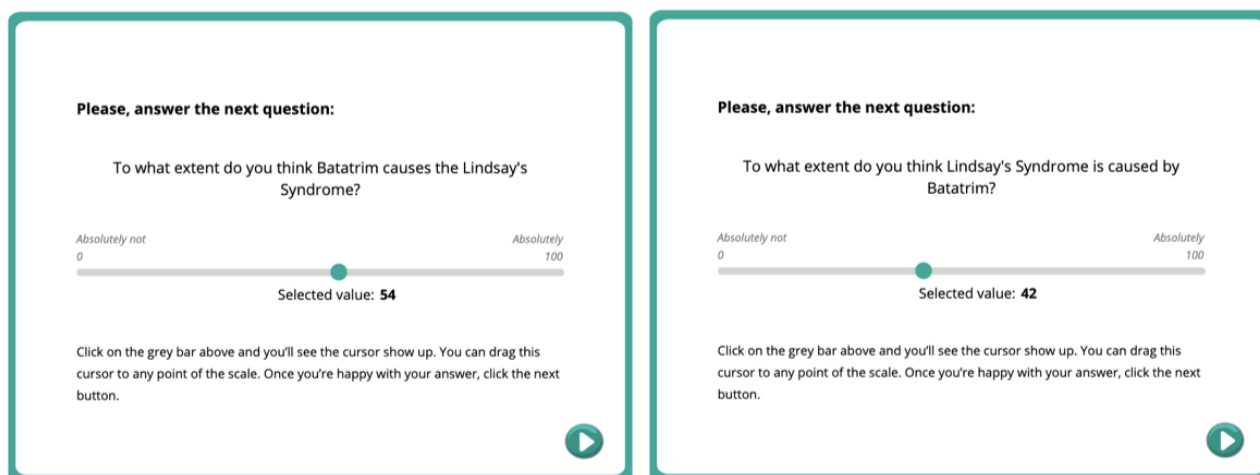 Please, answer the next question:
To what extent do you think Batatrim causes the Lindsay's
Syndrome?
Absolutely not
Absolutely
0
100
Selected value: 54
Click on the grey bar above and you'll see the cursor show up. You can drag this
cursor to any point of the scale. Once you're happy with your answer, click the next
button.
Please, answer the next question:
To what extent do you think Lindsay's Syndrome is caused by
Batatrim?
Absolutely not
Absolutely
0
100
Selected value: 42
Click on the grey bar above and you'll see the cursor show up. You can drag this
cursor to any point of the scale. Once you're happy with your answer, click the next
button.